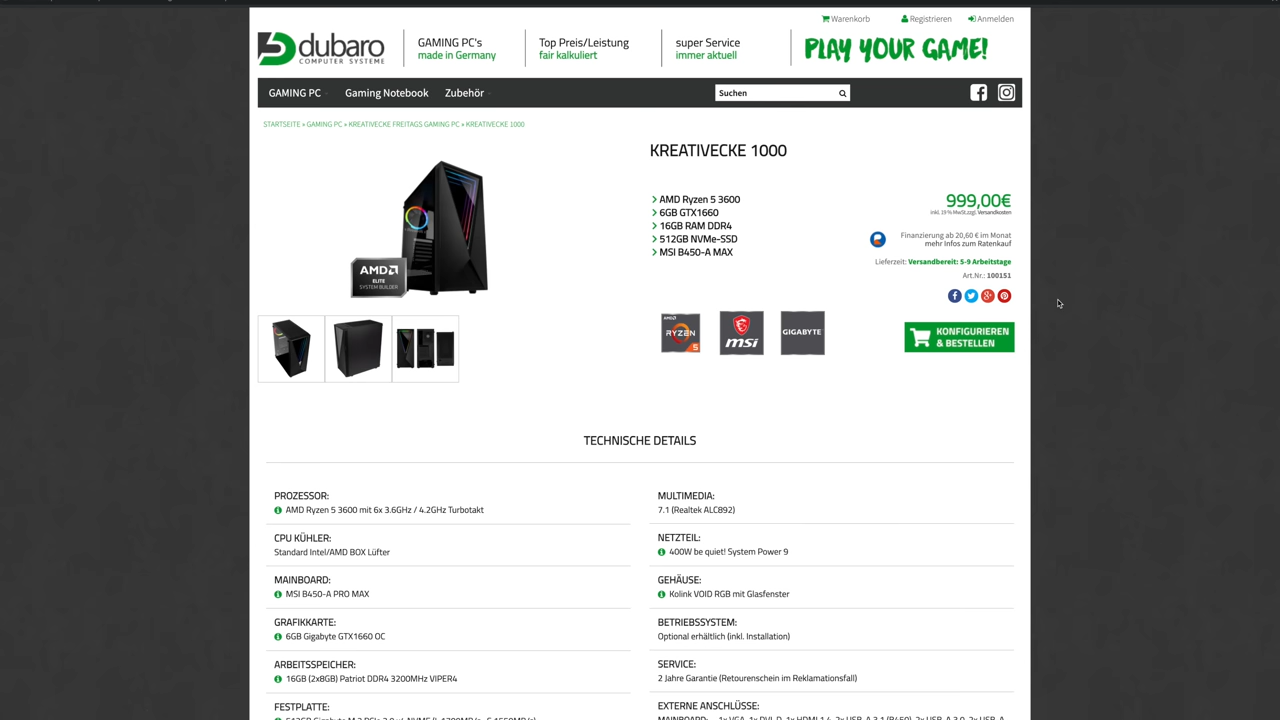 Warenkorb
Registrieren
Anmelden
dubaro
COMPUTER SYSTEME
GAMING PC's
made in Germany
Top Preis/Leistung
fair kalkuliert
super Service
immer aktuell
PLAY YOUR GAME!
GAMING PC
Gaming Notebook
Zubehör
Suchen
STARTSEITE » GAMING PC » KREATIVECKE FREITAGS GAMING PC » KREATIVECKE 1000
KREATIVECKE 1000
AMD Ryzen 5 3600
6GB GTX1660
16GB RAM DDR4
512GB NVMe-SSD
MSI B450-A MAX
999,00€
inkl. 19 % MwSt.zzgl. Versandkosten
Finanzierung ab 20,60 € im Monat
mehr Infos zum Ratenkauf
Lieferzeit: Versandbereit: 5-9 Arbeitstage
Art.Nr.: 100151
AMD
ELITE
SYSTEM BUILDER
AMD
RYZEN
5
msi
GIGABYTE
KONFIGURIEREN
& BESTELLEN
TECHNISCHE DETAILS
PROZESSOR:
AMD Ryzen 5 3600 mit 6x 3.6GHz / 4.2GHz Turbotakt
CPU KÜHLER:
Standard Intel/AMD BOX Lüfter
MAINBOARD:
MSI B450-A PRO MAX
GRAFIKKARTE:
6GB Gigabyte GTX1660 OC
ARBEITSSPEICHER:
16GB (2x8GB) Patriot DDR4 3200MHz VIPER4
FESTPLATTE:
MULTIMEDIA:
7.1 (Realtek ALC892)
NETZTEIL:
400W be quiet! System Power 9
GEHÄUSE:
Kolink VOID RGB mit Glasfenster
BETRIEBSSYSTEM:
Optional erhältlich (inkl. Installation)
SERVICE:
2 Jahre Garantie (Retourenschein im Reklamationsfall)
EXTERNE ANSCHLÜSSE: